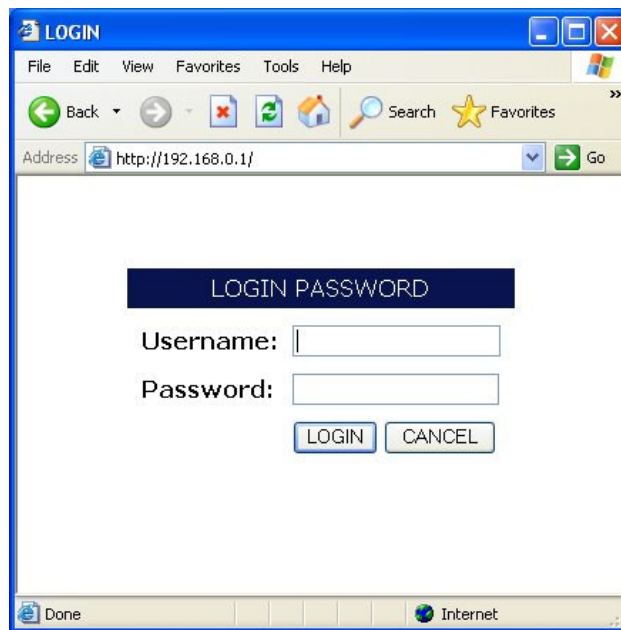 LOGIN
File Edit View Favorites Tools Help
Back Search Favorites »
Address http://192.168.0.1/ Go
LOGIN PASSWORD
Username:
Password:
LOGIN CANCEL
Done Internet